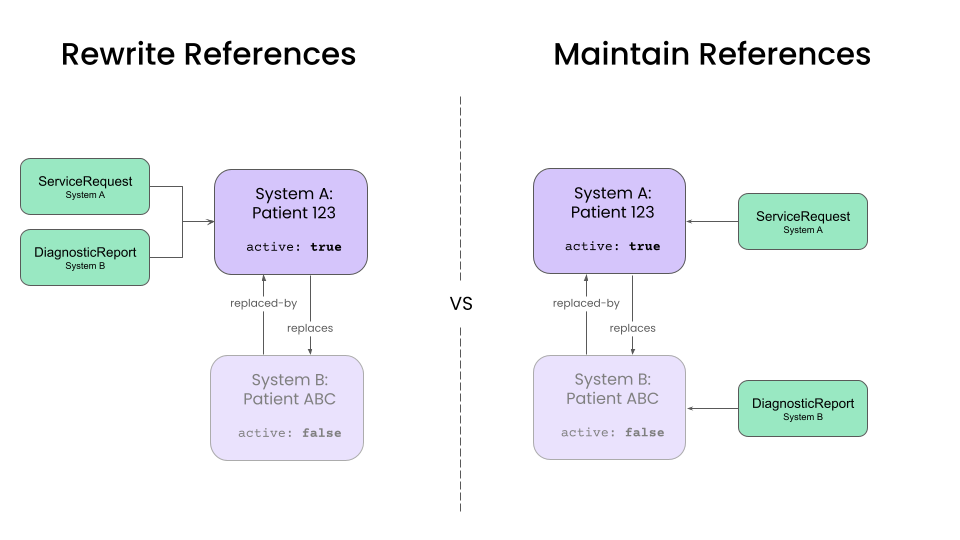 Rewrite References
ServiceRequest
System A
DiagnosticReport
System B
System A:
Patient 123
active: true
replaced-by
replaces
System B:
Patient ABC
active: false
VS
Maintain References
System A:
Patient 123
active: true
ServiceRequest
System A
replaced-by
replaces
System B:
Patient ABC
active: false
DiagnosticReport
System B